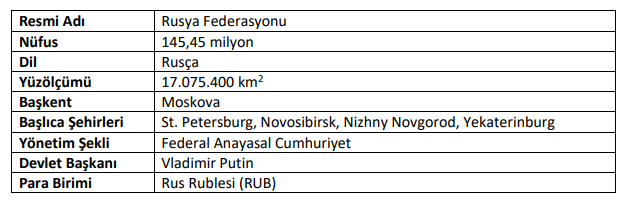 Resmi Adı Rusya Federasyonu
Nüfus 145,45 milyon
Dil Rusça
Yüzölçümü 17.075.400 km²
Başkent Moskova
Başlıca Şehirleri St. Petersburg, Novosibirsk, Nizhny Novgorod, Yekaterinburg
Yönetim Şekli Federal Anayasal Cumhuriyet
Devlet Başkanı Vladimir Putin
Para Birimi Rus Rublesi (RUB)